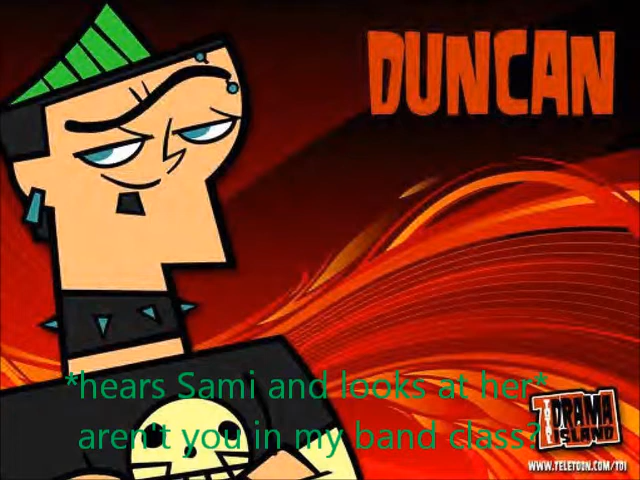 DUNCAN
*hears Sami and looks at her*
aren't you in my band class?
TOTAL
DRAMA
ISLAND
WWW.TELETOON.COM/TDI